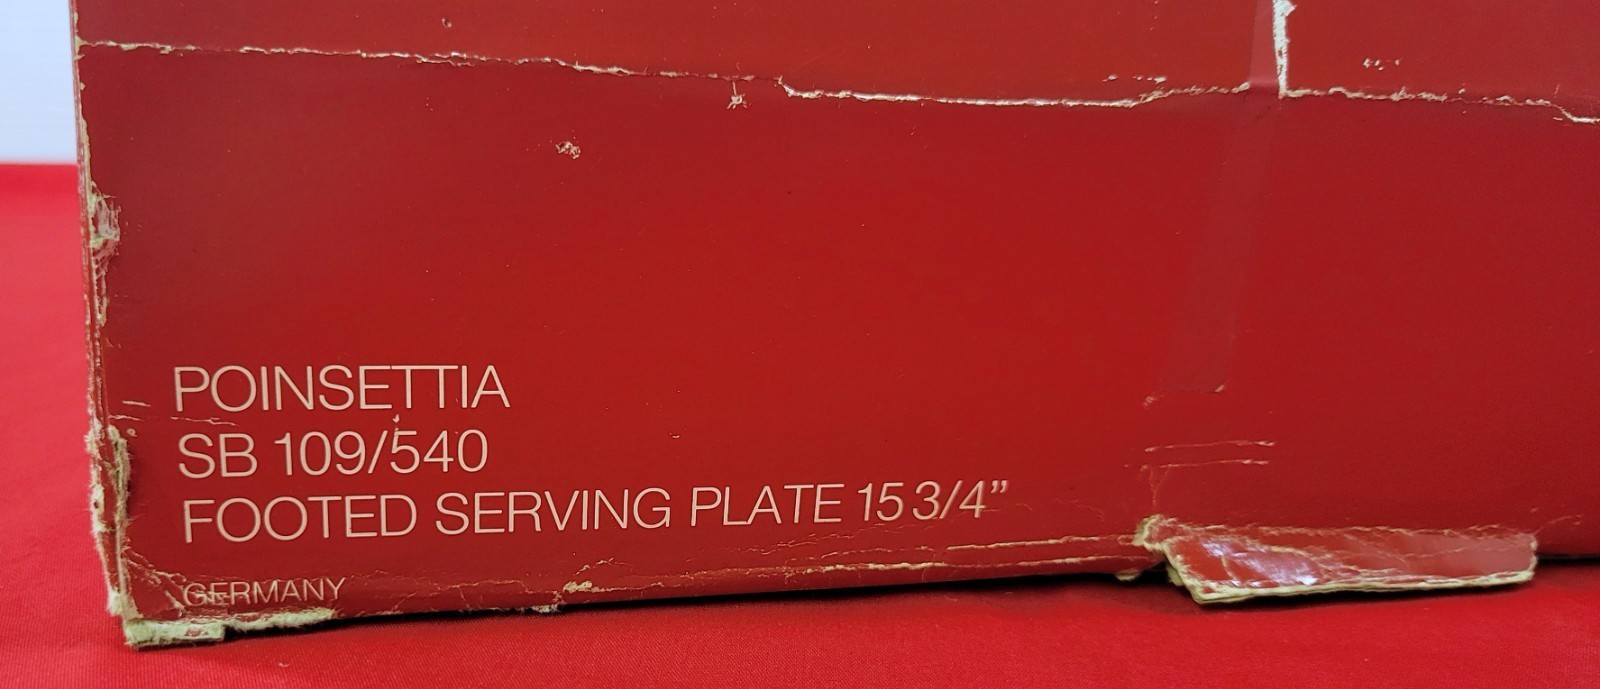 POINSETTIA
SB 109/540
FOOTED SERVING PLATE 15 3/4”
GERMANY